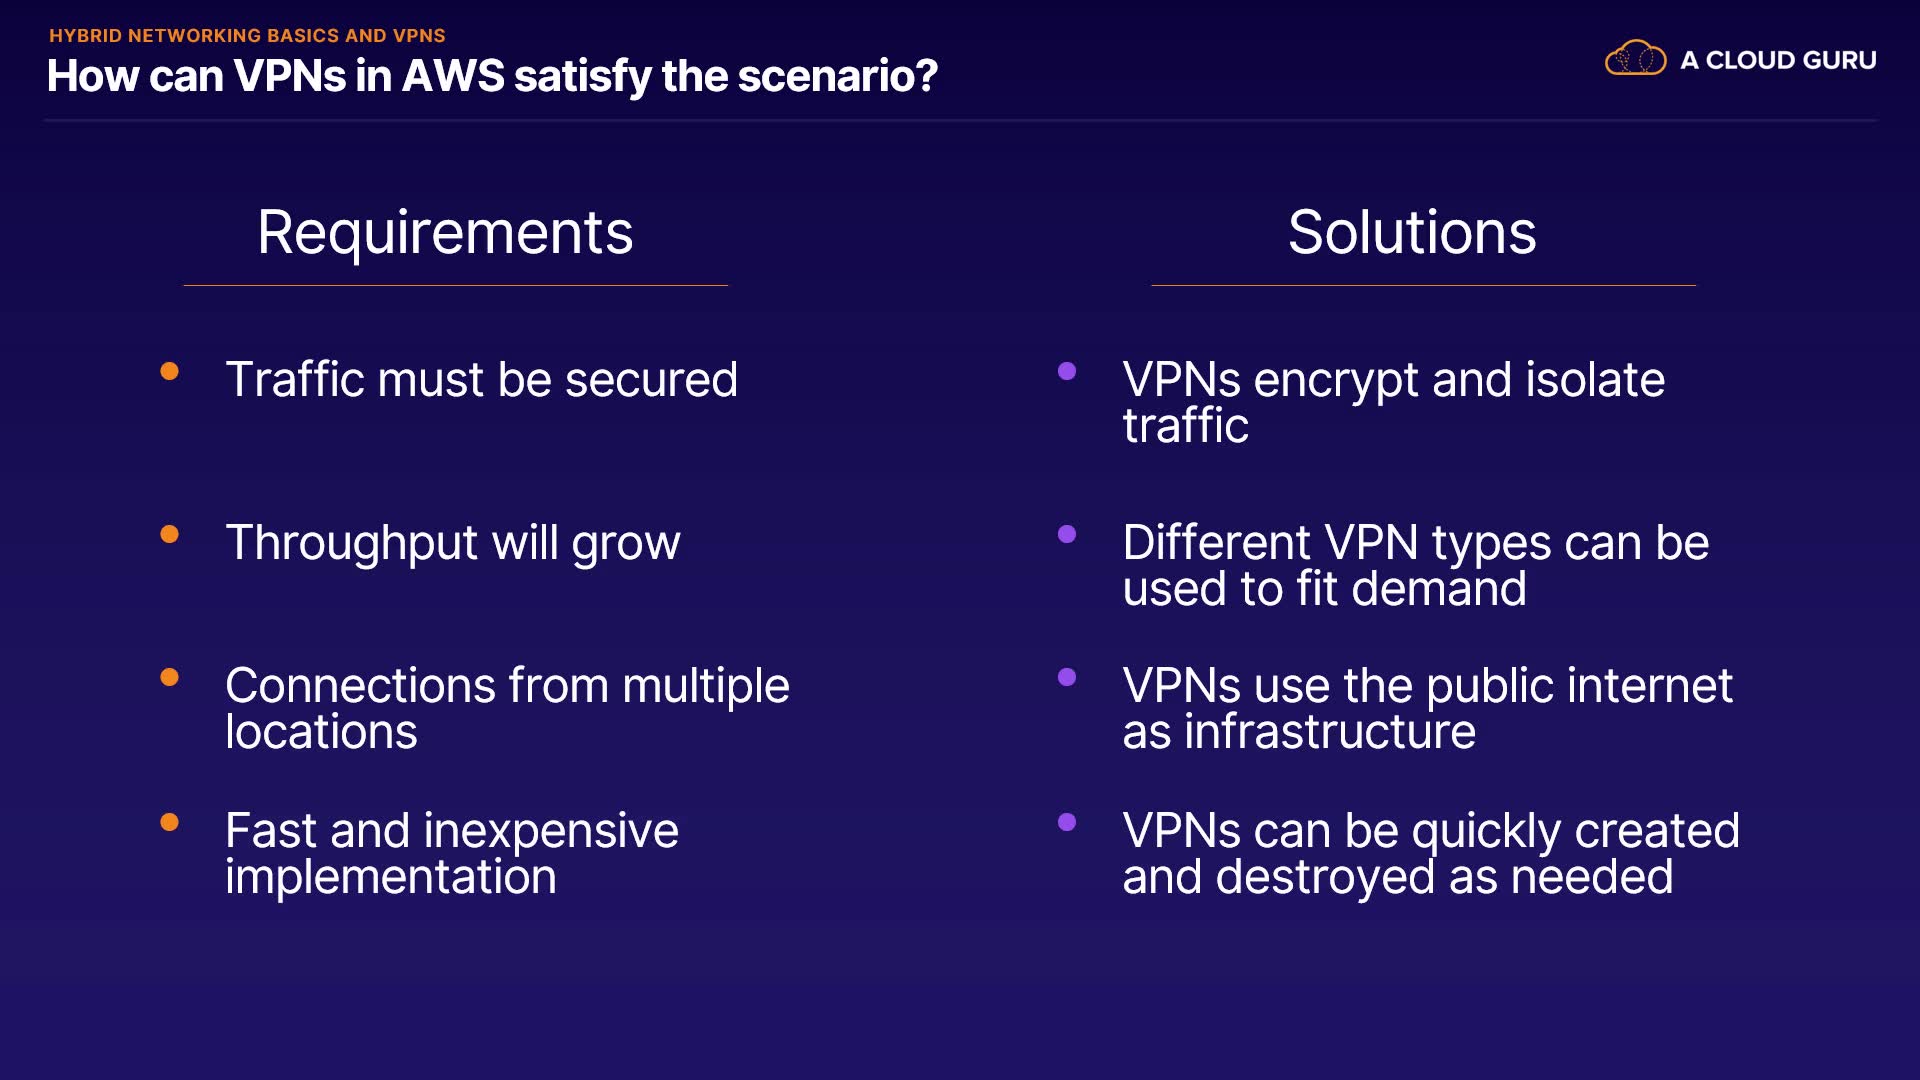 HYBRID NETWORKING BASICS AND VPNS
How can VPNs in AWS satisfy the scenario?
A CLOUD GURU
Requirements
Traffic must be secured
Throughput will grow
Connections from multiple
locations
Fast and inexpensive
implementation
Solutions
VPNs encrypt and isolate
traffic
Different VPN types can be
used to fit demand
VPNs use the public internet
as infrastructure
VPNs can be quickly created
and destroyed as needed